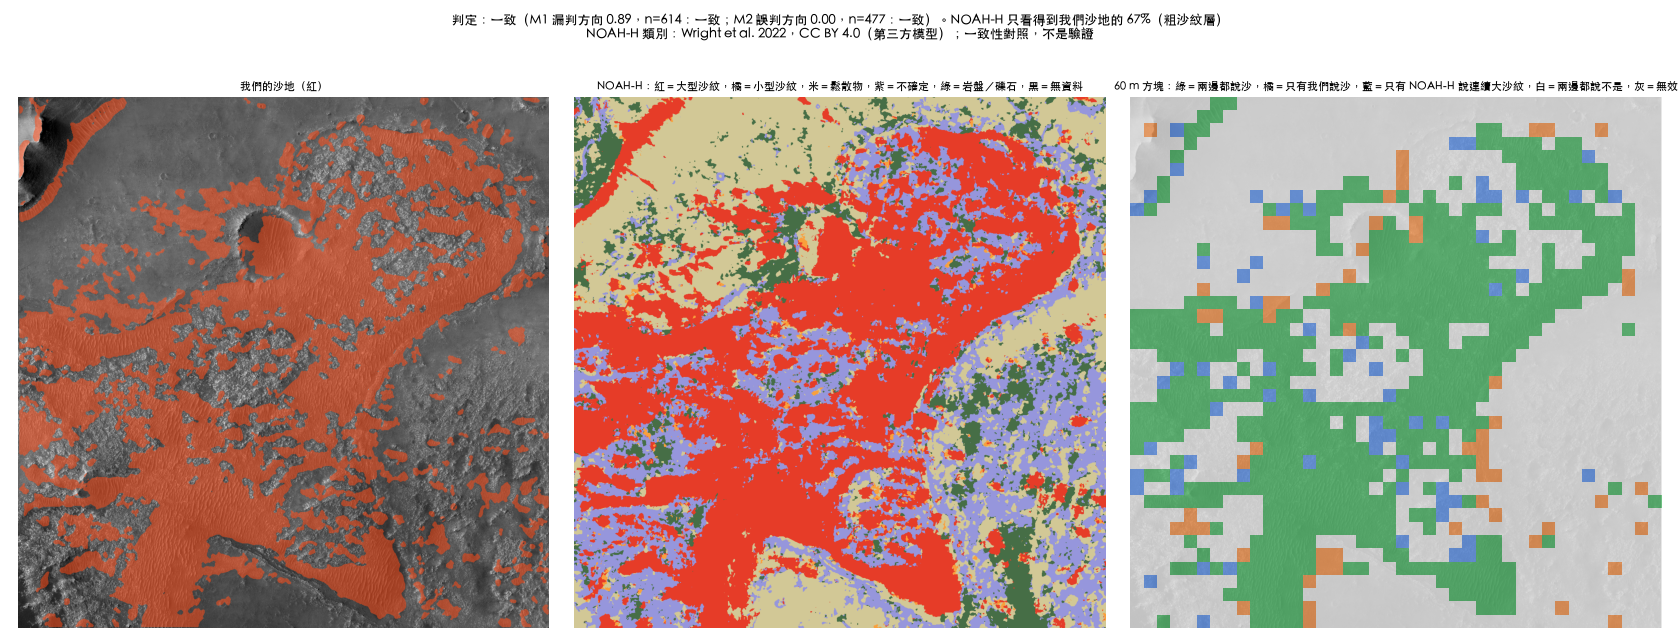 判定：一致（M1 漏判方向 0.89，n=614：一致；M2 誤判方向 0.00，n=477：一致）。NOAH-H 只看得到我們沙地的 67%（粗沙紋層）
NOAH-H 類別：Wright et al. 2022，CC BY 4.0（第三方模型）；一致性對照，不是驗證
我們的沙地（紅）
NOAH-H：紅＝大型沙紋，橘＝小型沙紋，米＝鬆散物，紫＝不確定，綠＝岩盤／礫石，黑＝無資料
60 m 方塊：綠＝兩邊都說沙，橘＝只有我們說沙，藍＝只有 NOAH-H 說連續大沙紋，白＝兩邊都說不是，灰＝無效